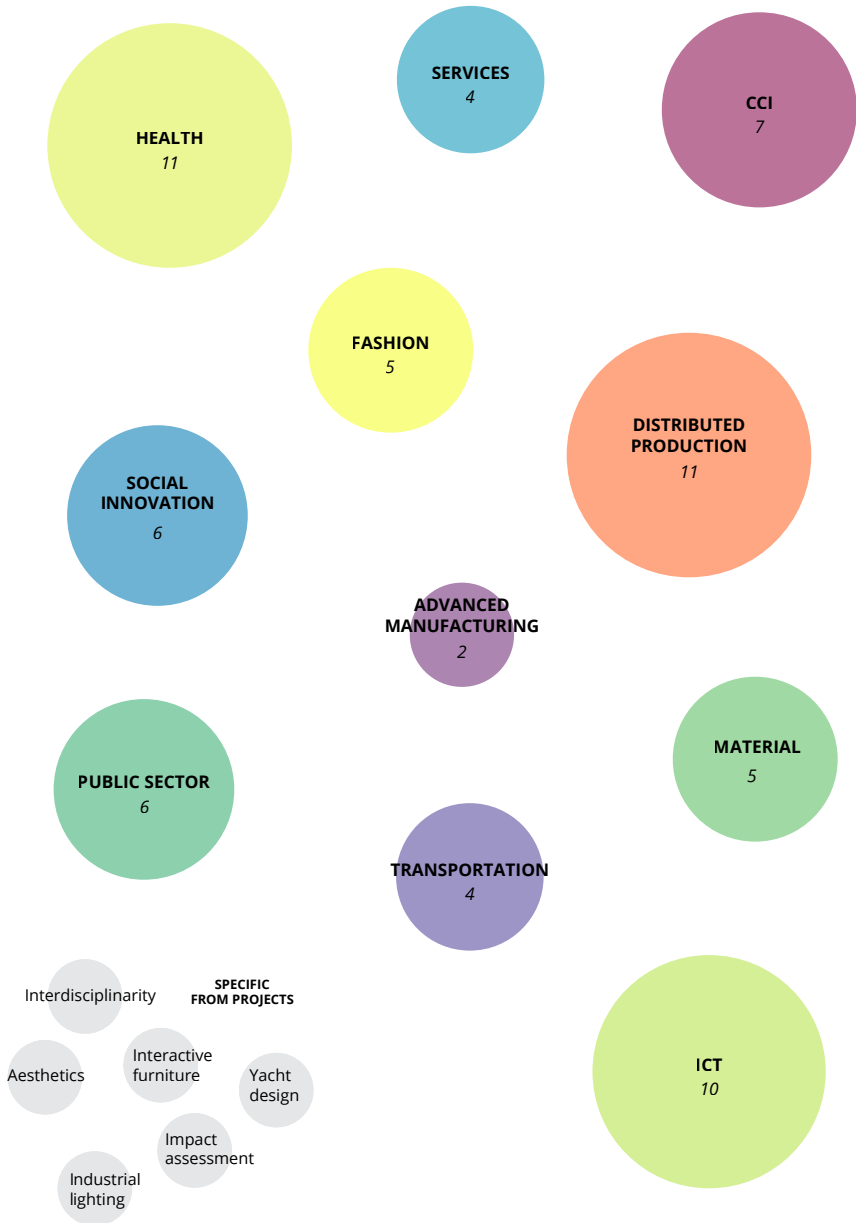 SERVICES
4
CCI
7
HEALTH
11
FASHION
5
DISTRIBUTED
PRODUCTION
11
SOCIAL
INNOVATION
6
ADVANCED
MANUFACTURING
2
MATERIAL
5
PUBLIC SECTOR
6
TRANSPORTATION
4
SPECIFIC
FROM PROJECTS
Interdisciplinarity
Interactive
furniture
Aesthetics
Yacht
design
Impact
assessment
Industrial
lighting
ICT
10